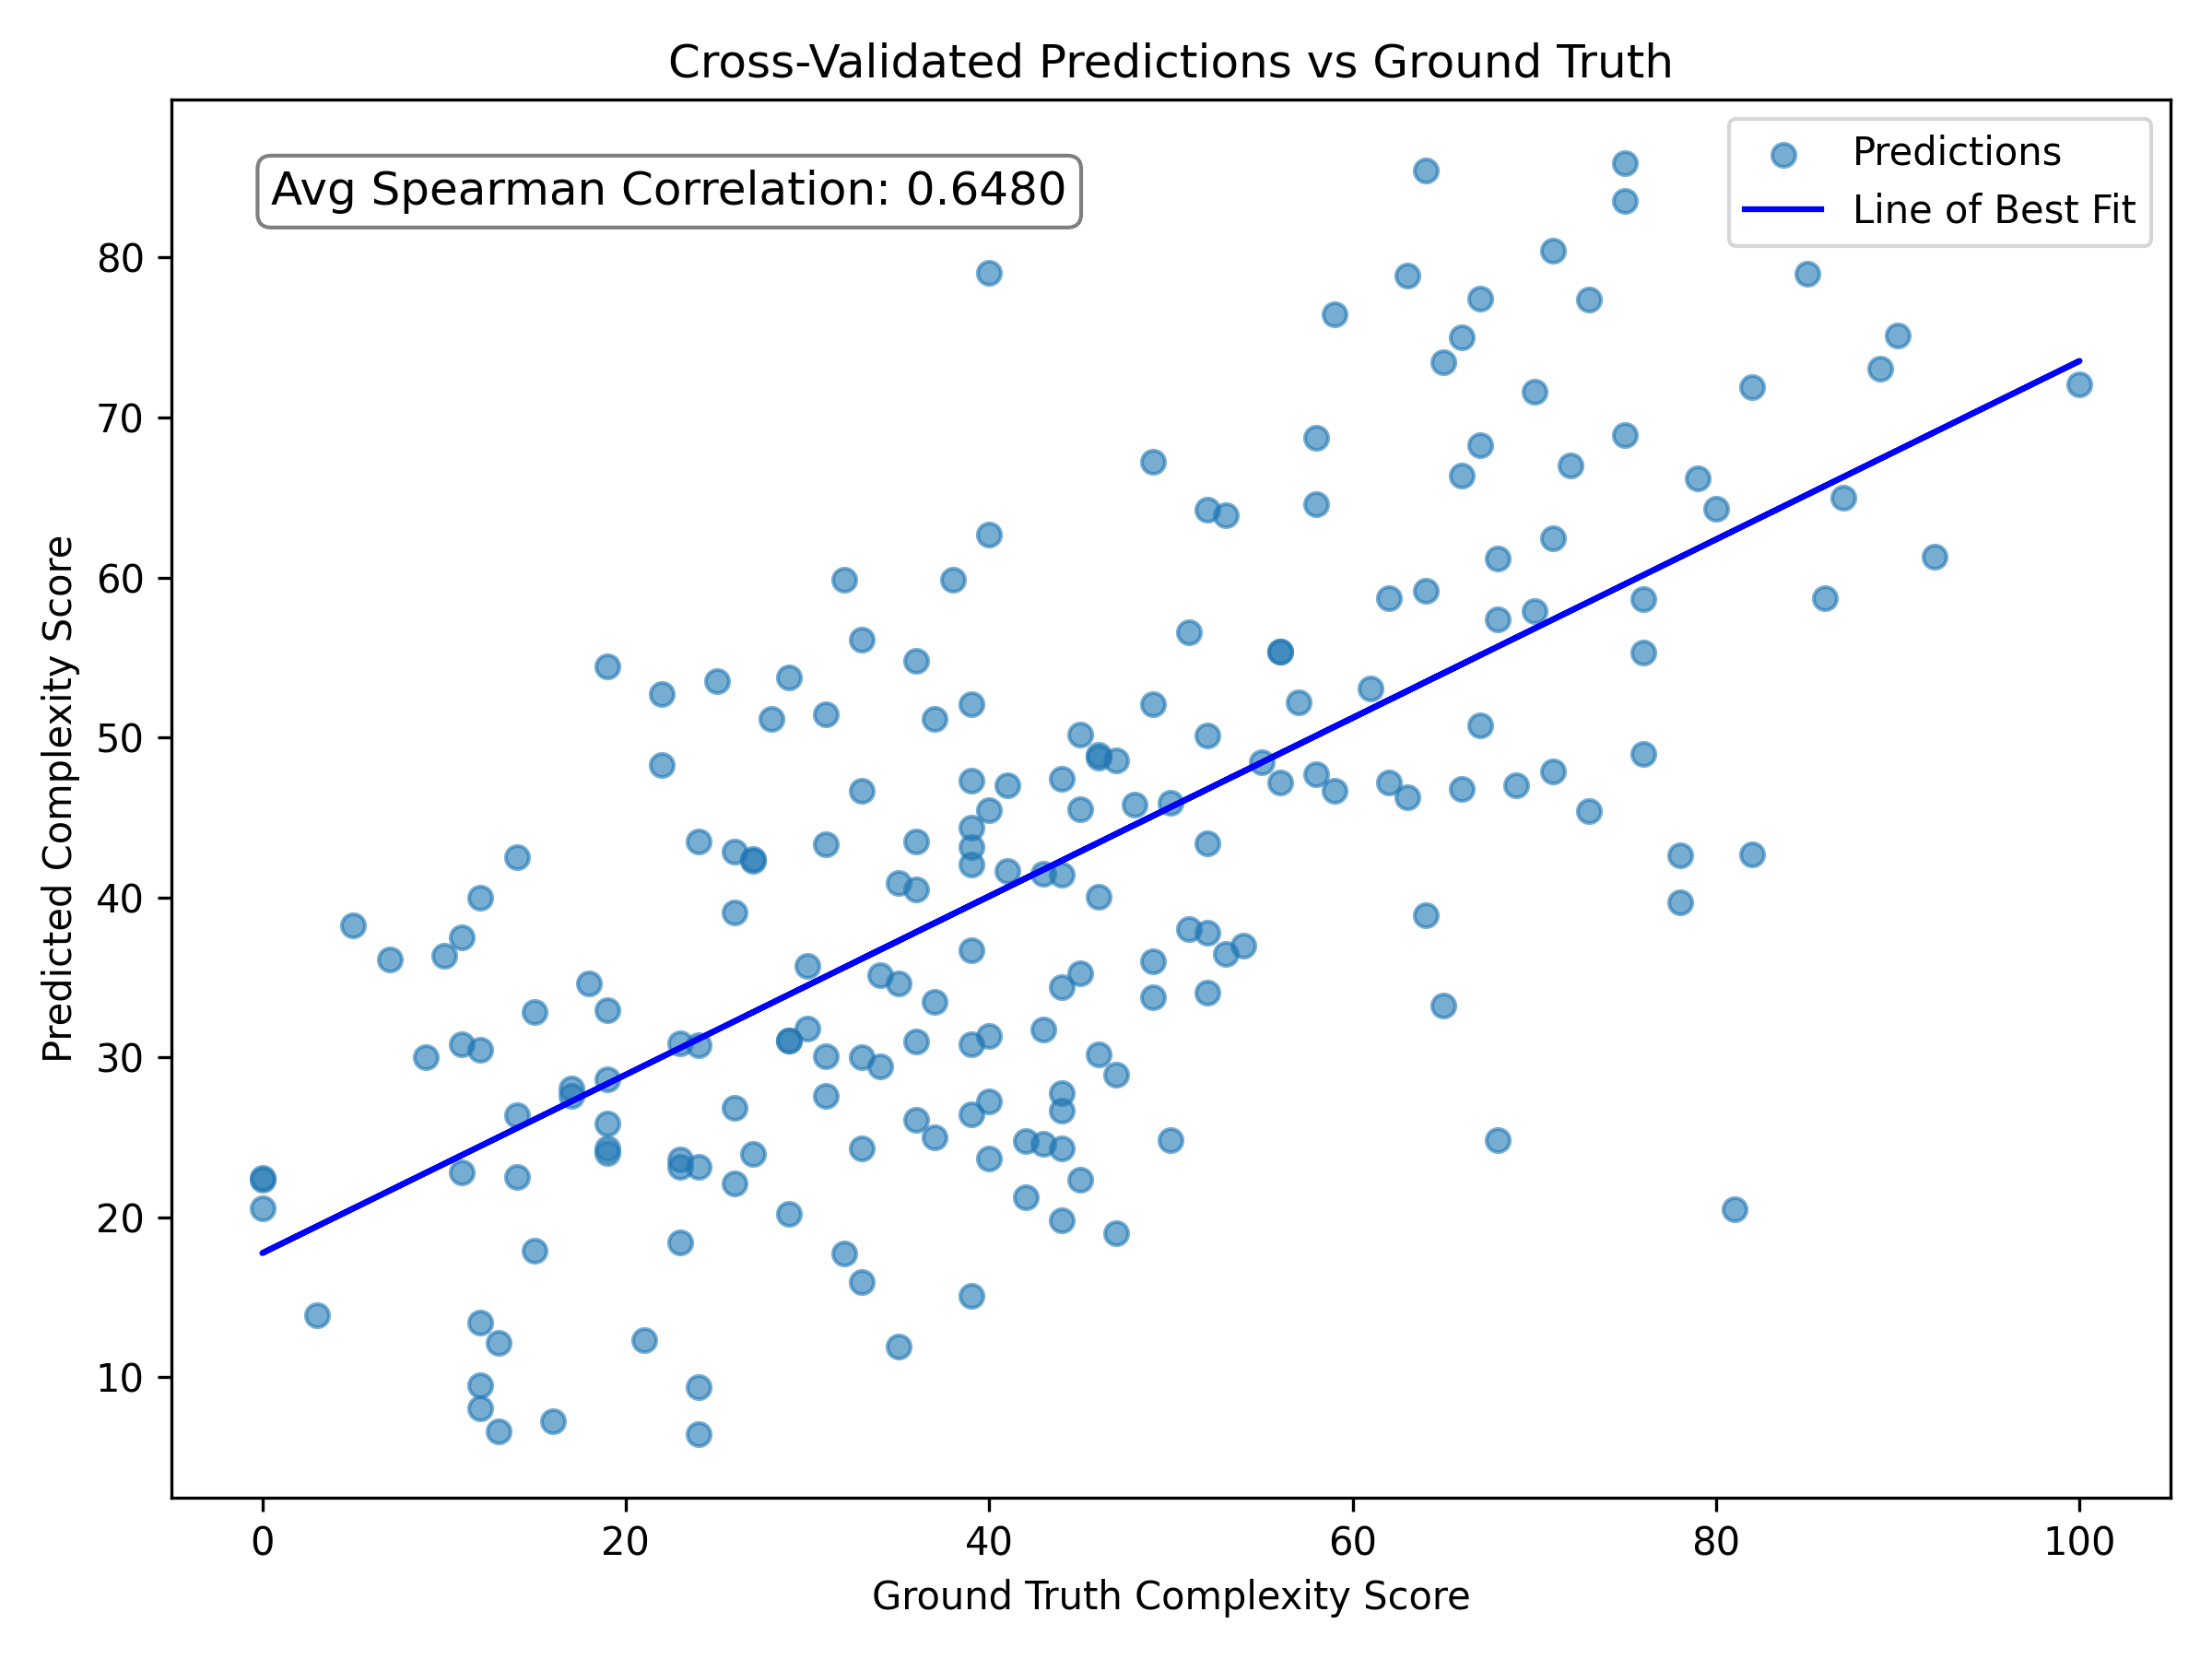 Cross-Validated Predictions vs Ground Truth
Avg Spearman Correlation: 0.6480
Predictions
Line of Best Fit
Predicted Complexity Score
80
70
60
50
40
30
20
10
0 20 40 60 80 100
Ground Truth Complexity Score